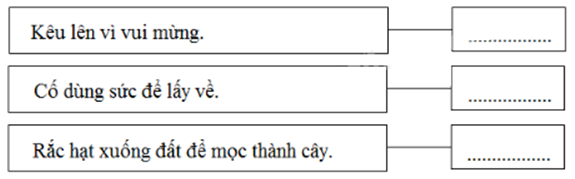 Kêu lên vì vui mừng. ................
Cố dùng sức để lấy về. ................
Rắc hạt xuống đất để mọc thành cây. ................